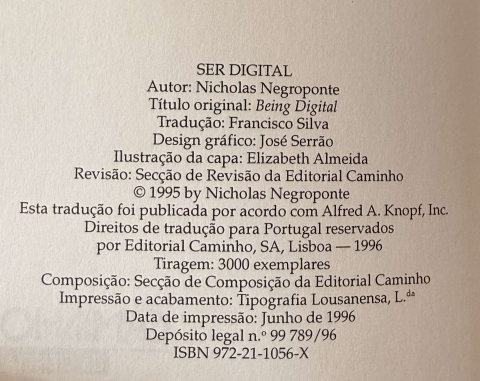 SER DIGITAL
Autor: Nicholas Negroponte
Título original: Being Digital
Tradução: Francisco Silva
Design gráfico: José Serrão
Ilustração da capa: Elizabeth Almeida
Revisão: Secção de Revisão da Editorial Caminho
© 1995 by Nicholas Negroponte
Esta tradução foi publicada por acordo com Alfred A. Knopf, Inc.
Direitos de tradução para Portugal reservados
por Editorial Caminho, SA, Lisboa — 1996
Tiragem: 3000 exemplares
Composição: Secção de Composição da Editorial Caminho
Impressão e acabamento: Tipografia Lousanensa, L.da
Data de impressão: Junho de 1996
Depósito legal n.º 99 789/96
ISBN 972-21-1056-X